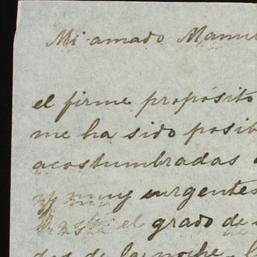 Mi amado Manu
el firme propósito
me ha sido posib
acostumbradas
muy urgentes
el grado de
dos de la noche